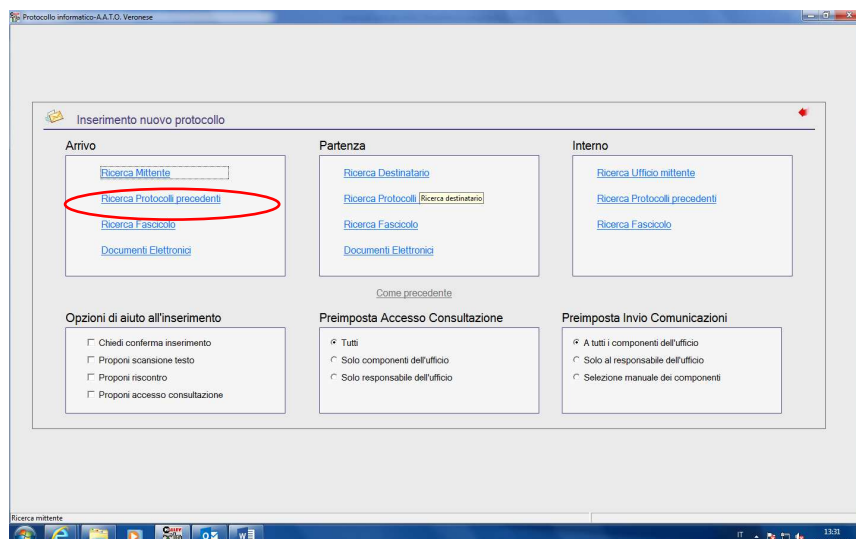 Protocollo informatico-A.A.T.O. Veronese
Inserimento nuovo protocollo
Arrivo
Ricerca Mittente
Ricerca Protocolli precedenti
Ricerca Fascicolo
Documenti Elettronici
Partenza
Ricerca Destinatario
Ricerca Protocolli
Ricerca destinatario
Ricerca Fascicolo
Documenti Elettronici
Interno
Ricerca Ufficio mittente
Ricerca Protocolli precedenti
Ricerca Fascicolo
Come precedente
Opzioni di aiuto all'inserimento
Chiedi conferma inserimento
Proponi scansione testo
Proponi riscontro
Proponi accesso consultazione
Preimposta Accesso Consultazione
Tutti
Solo componenti dell'ufficio
Solo responsabile dell'ufficio
Preimposta Invio Comunicazioni
A tutti i componenti dell'ufficio
Solo al responsabile dell'ufficio
Selezione manuale dei componenti
Ricerca mittente
IT
13:31